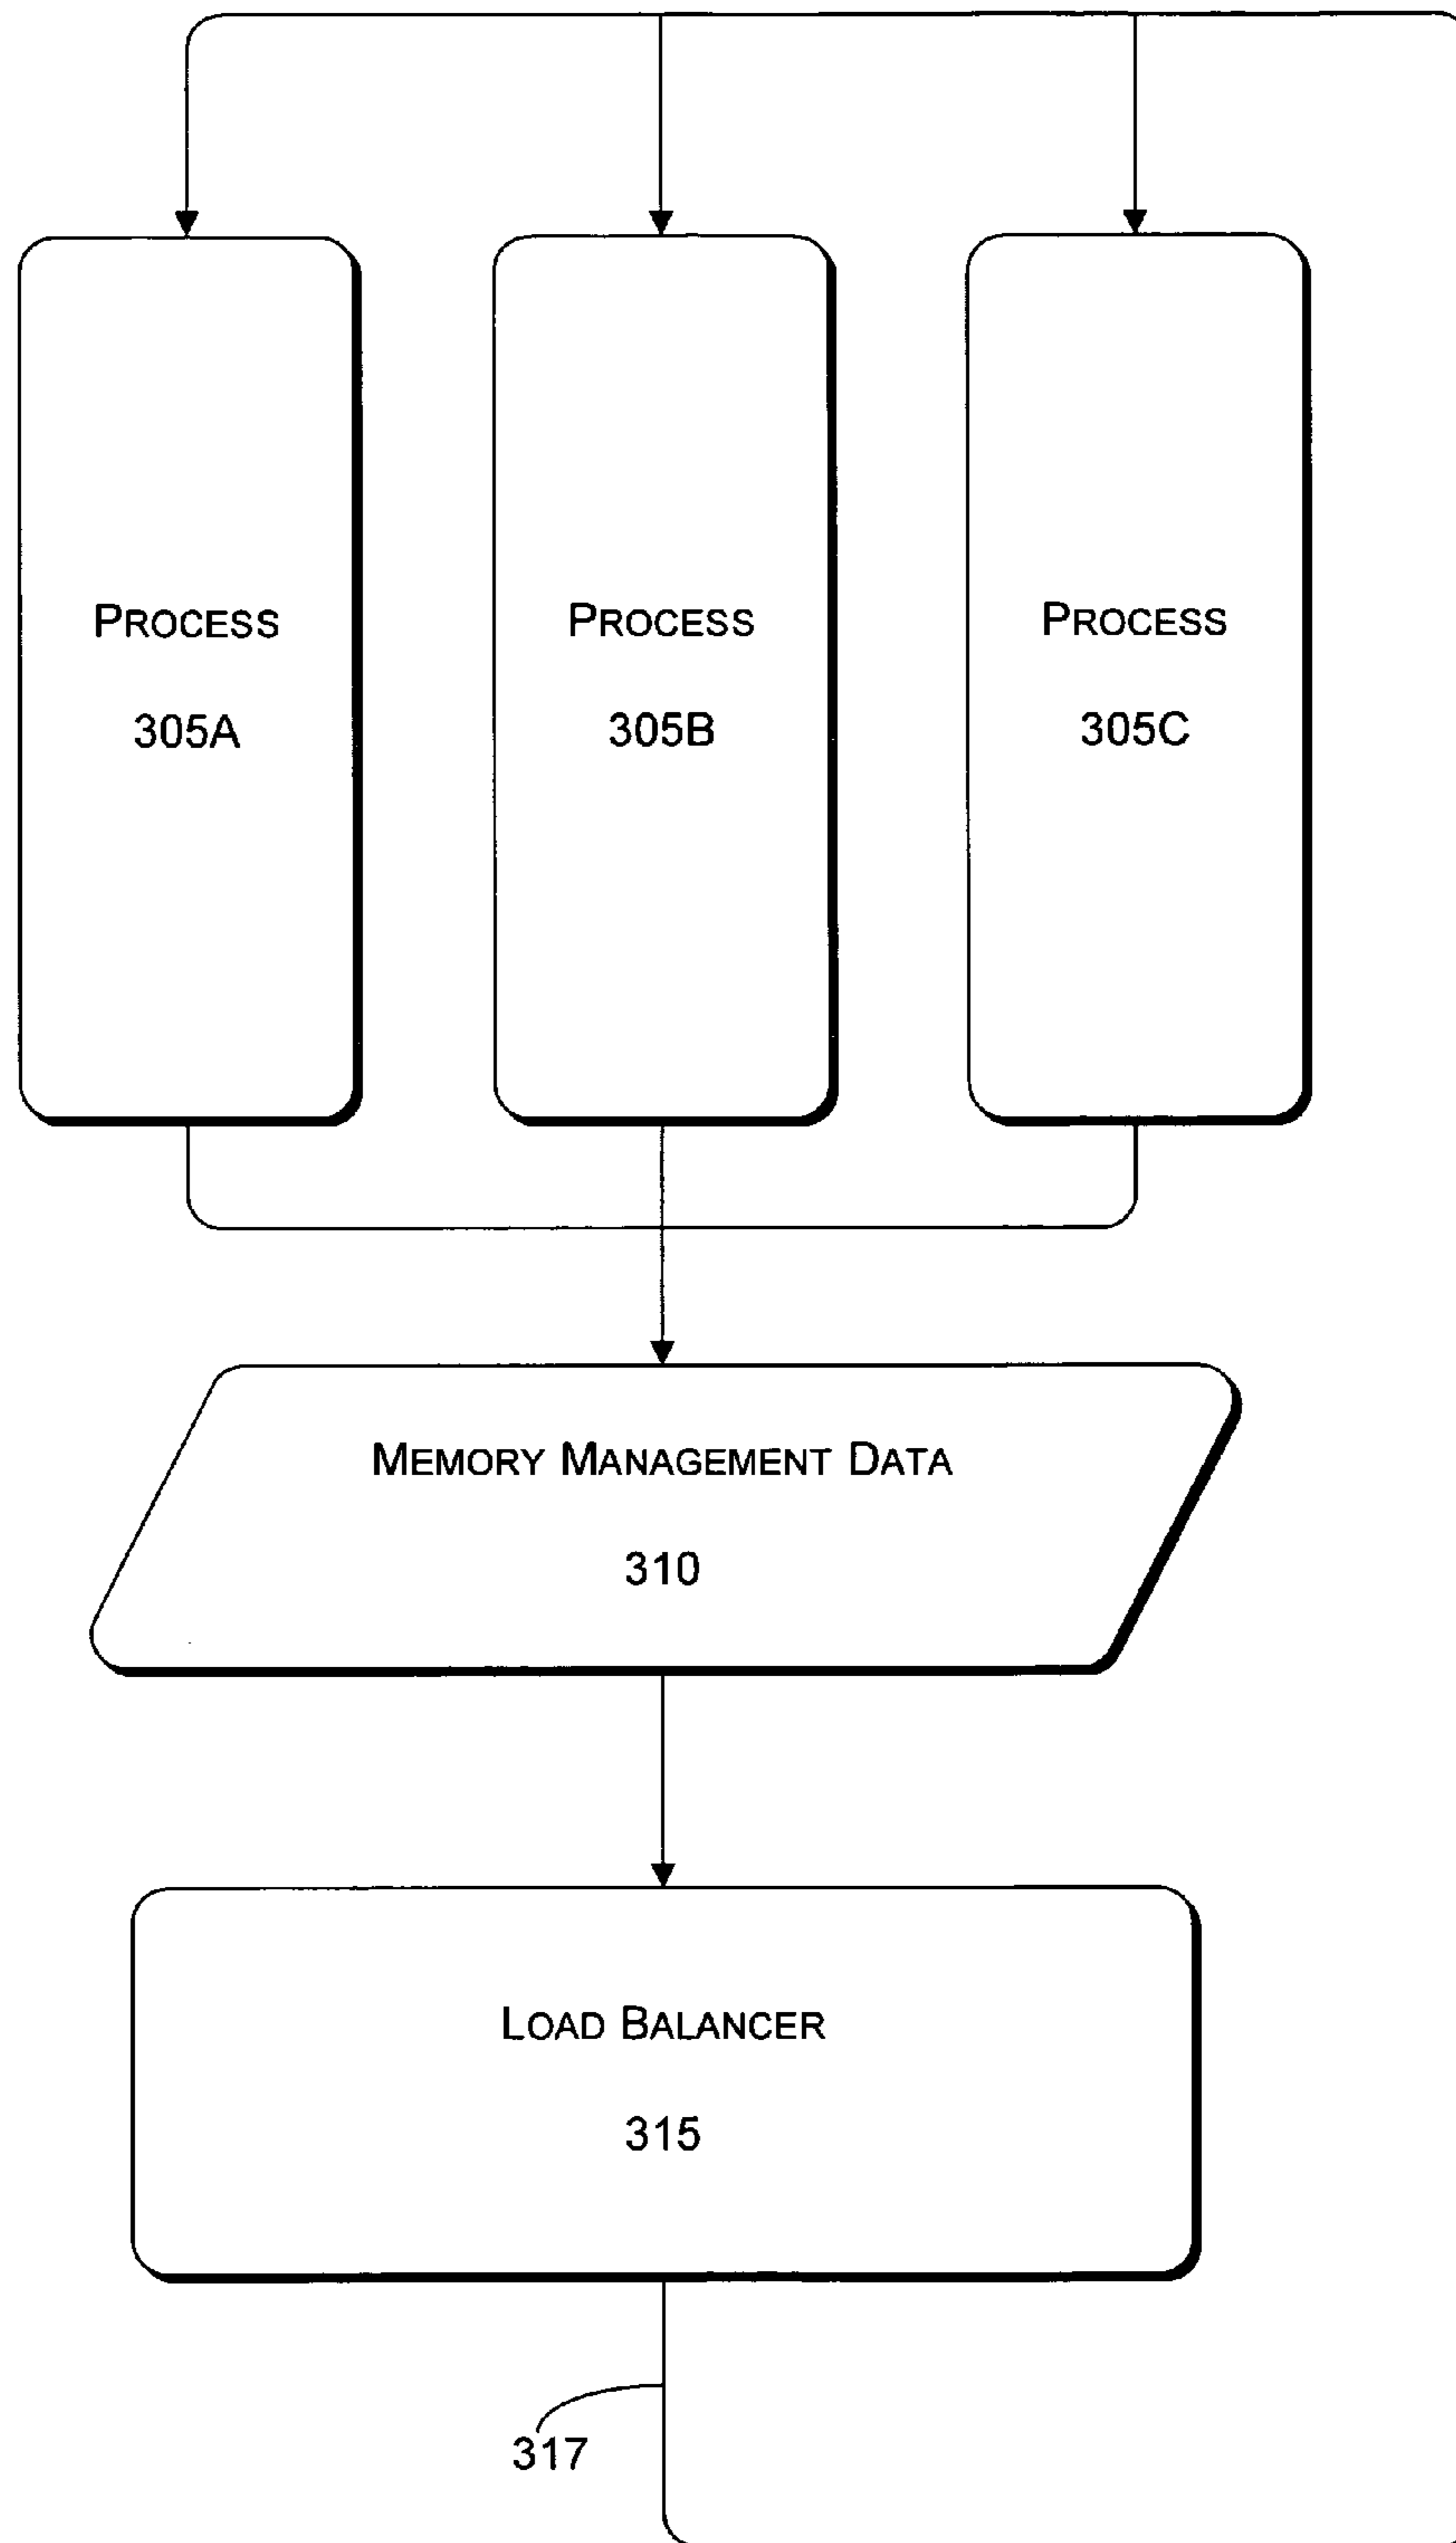 PROCESS
305A
PROCESS
305B
PROCESS
305C
MEMORY MANAGEMENT DATA
310
LOAD BALANCER
315
317